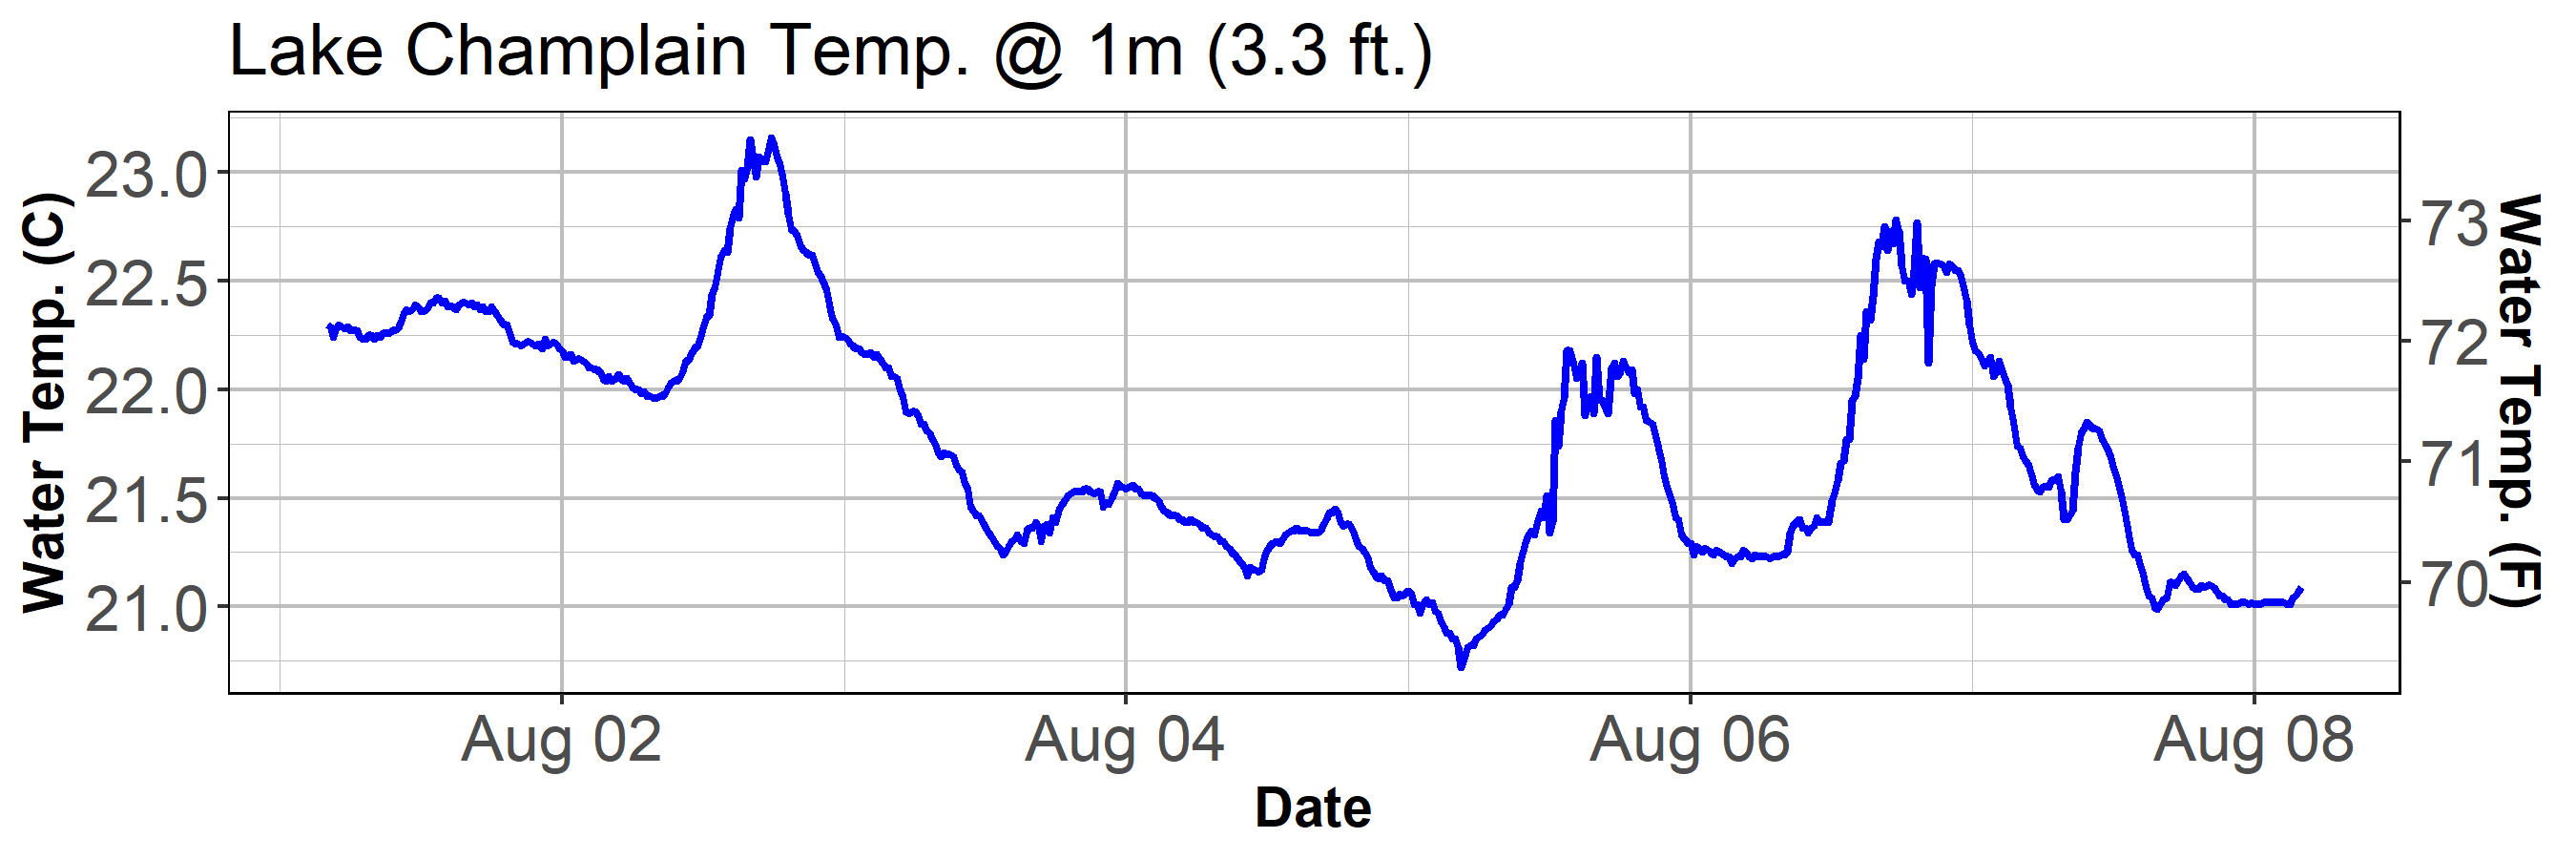 Lake Champlain Temp. @ 1m (3.3 ft.)
Water Temp. (C)
23.0
22.5
22.0
21.5
21.0
73
72
71
70
Water Temp. (F)
Aug 02
Aug 04
Aug 06
Aug 08
Date